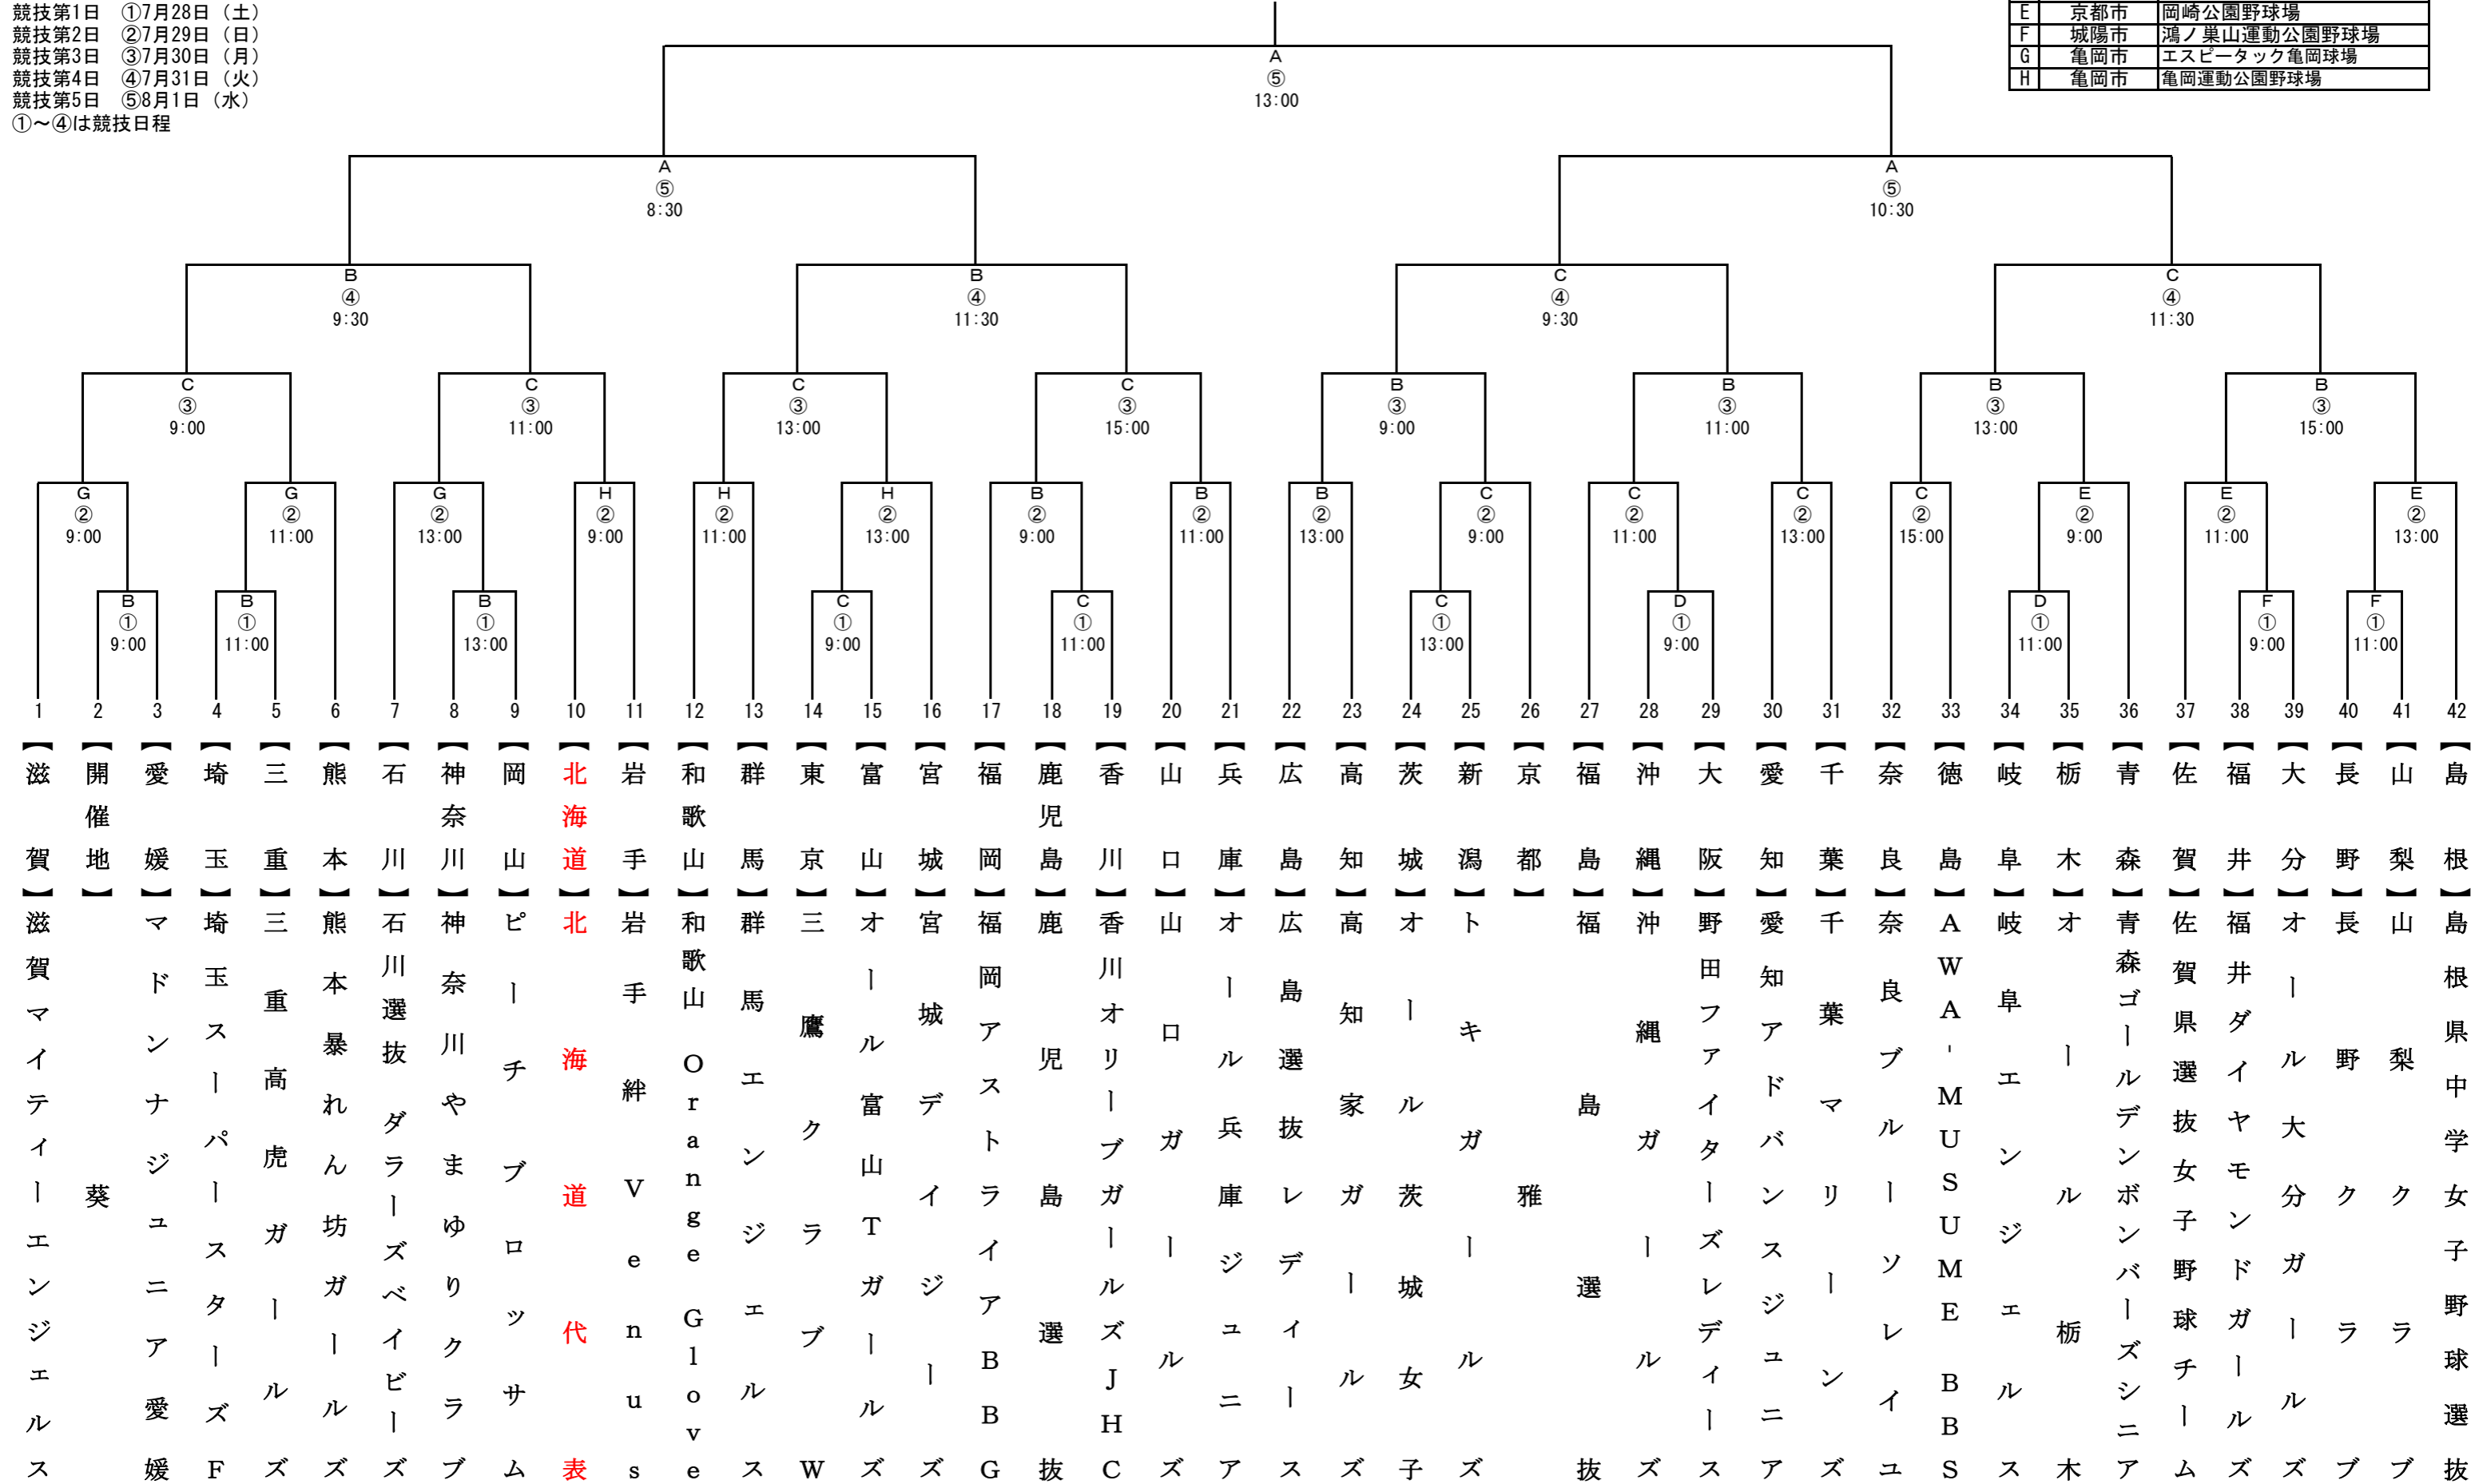 競技第1日　①7月28日（土）
競技第2日　②7月29日（日）
競技第3日　③7月30日（月）
競技第4日　④7月31日（火）
競技第5日　⑤8月1日（水）
①～④は競技日程
E 京都市 岡崎公園野球場
F 城陽市 鴻ノ巣山運動公園野球場
G 亀岡市 エスピータック亀岡球場
H 亀岡市 亀岡運動公園野球場
A ⑤ 13:00
A ⑤ 8:30
A ⑤ 10:30
B ④ 9:30
B ④ 11:30
C ④ 9:30
C ④ 11:30
C ③ 9:00
C ③ 11:00
C ③ 13:00
C ③ 15:00
B ③ 9:00
B ③ 11:00
B ③ 13:00
B ③ 15:00
G ② 9:00
G ② 11:00
G ② 13:00
H ② 9:00
H ② 11:00
H ② 13:00
B ② 9:00
B ② 11:00
B ② 13:00
C ② 9:00
C ② 11:00
C ② 13:00
C ② 15:00
E ② 9:00
E ② 11:00
E ② 13:00
B ① 9:00
B ① 11:00
B ① 13:00
C ① 9:00
C ① 11:00
C ① 13:00
D ① 9:00
D ① 11:00
F ① 9:00
F ① 11:00
1 【滋賀】滋賀マイティーエンジェルス
2 【開催地】葵
3 【愛媛】マドンナジュニア愛媛
4 【埼玉】埼玉スーパースターズF
5 【三重】三重高虎ガールズ
6 【熊本】熊本暴れん坊ガールズ
7 【石川】石川選抜 ダラーズベイビーズ
8 【神奈川】神奈川やまゆりクラブ
9 【岡山】ピーチブロッサム
10 【北海道】北海道代表
11 【岩手】岩手絆Venus
12 【和歌山】和歌山 Orange Glove
13 【群馬】群馬エンジェルス
14 【東京】三鷹クラブW
15 【富山】オール富山Tガールズ
16 【宮城】宮城デイジーズ
17 【福岡】福岡アストライアBBG
18 【鹿児島】鹿児島選抜
19 【香川】香川オリーブガールズJHC
20 【山口】山口ガールズ
21 【兵庫】オール兵庫ジュニア
22 【広島】広島選抜レディース
23 【高知】高知家ガールズ
24 【茨城】オール茨城女子
25 【新潟】トキガールズ
26 【京都】雅
27 【福島】福島選抜
28 【沖縄】沖縄ガールズ
29 【大阪】野田ファイターズレディース
30 【愛知】愛知アドバンスジュニア
31 【千葉】千葉マリーンズ
32 【奈良】奈良ブルーソレイユ
33 【徳島】AWA'MUSUME BBS
34 【岐阜】岐阜エンジェルス
35 【栃木】オール栃木
36 【青森】青森ゴールデンボンバーズシニア
37 【佐賀】佐賀県選抜女子野球チーム
38 【福井】福井ダイヤモンドガールズ
39 【大分】オール大分ガールズ
40 【長野】長野クラブ
41 【山梨】山梨クラブ
42 【島根】島根県中学女子野球選抜